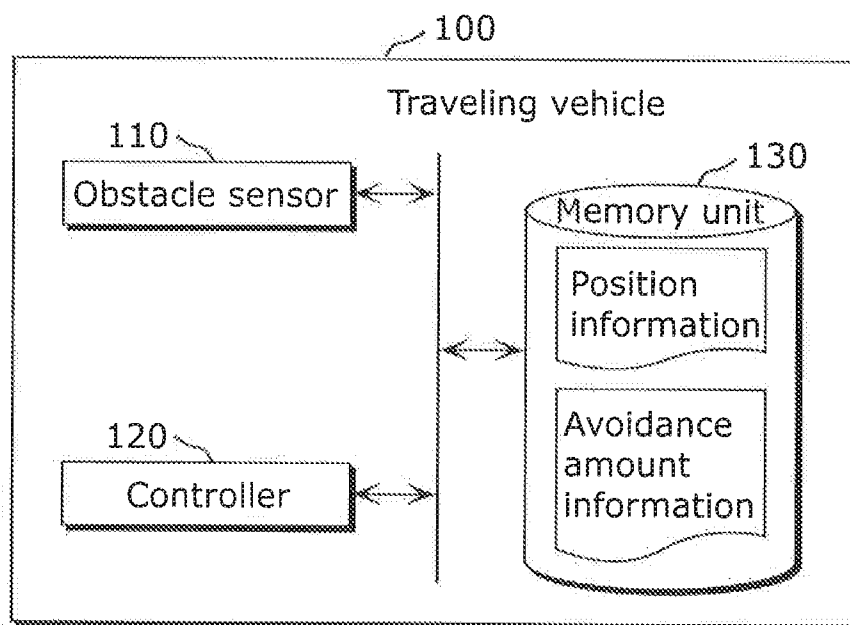 100
Traveling vehicle
110
Obstacle sensor
130
Memory unit
Position
information
120
Controller
Avoidance
amount
information